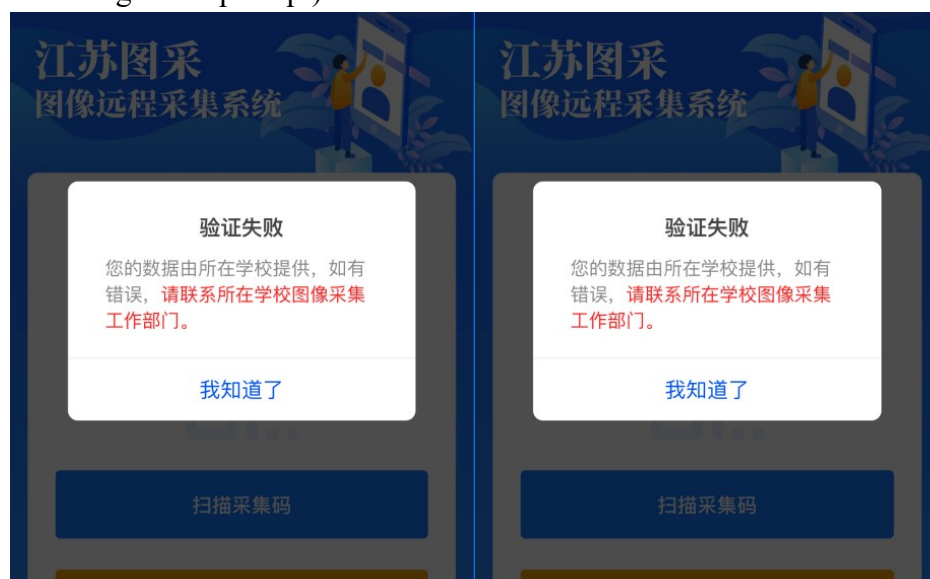 江苏图采
图像远程采集系统
验证失败
您的数据由所在学校提供，如有
错误，请联系所在学校图像采集
工作部门。
我知道了
扫描采集码
江苏图采
图像远程采集系统
验证失败
您的数据由所在学校提供，如有
错误，请联系所在学校图像采集
工作部门。
我知道了
扫描采集码